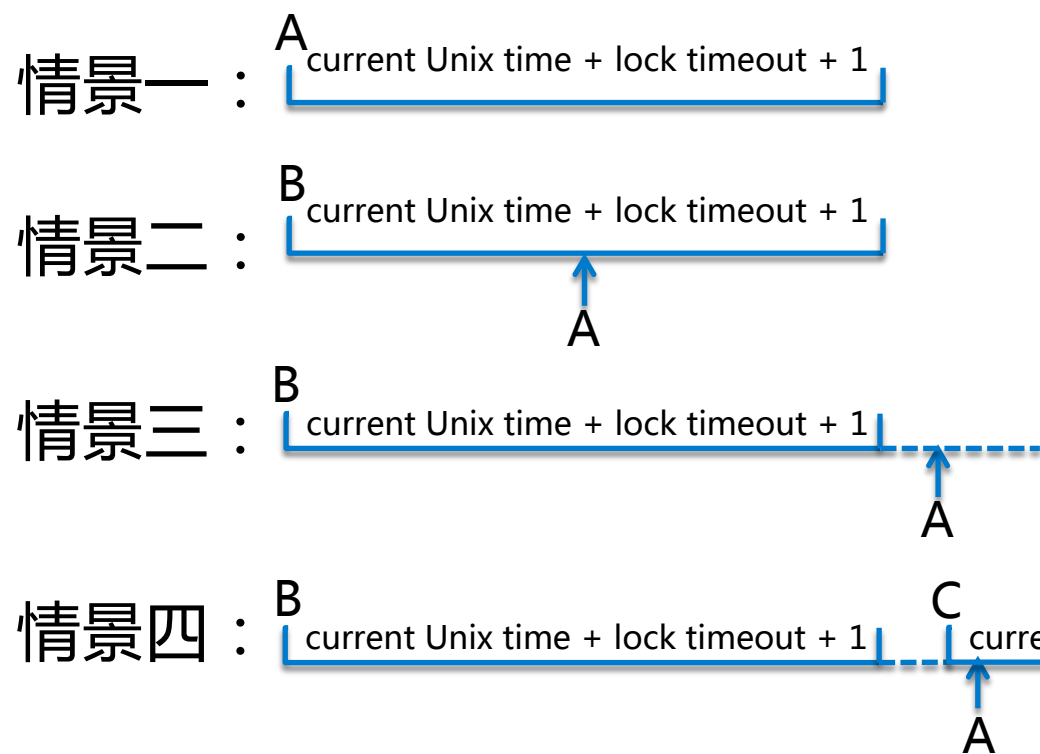 A
情景一：
current Unix time + lock timeout + 1
B
情景二：
current Unix time + lock timeout + 1
A
B
情景三：
current Unix time + lock timeout + 1
A
B
C
情景四：
current Unix time + lock timeout + 1
curre
A